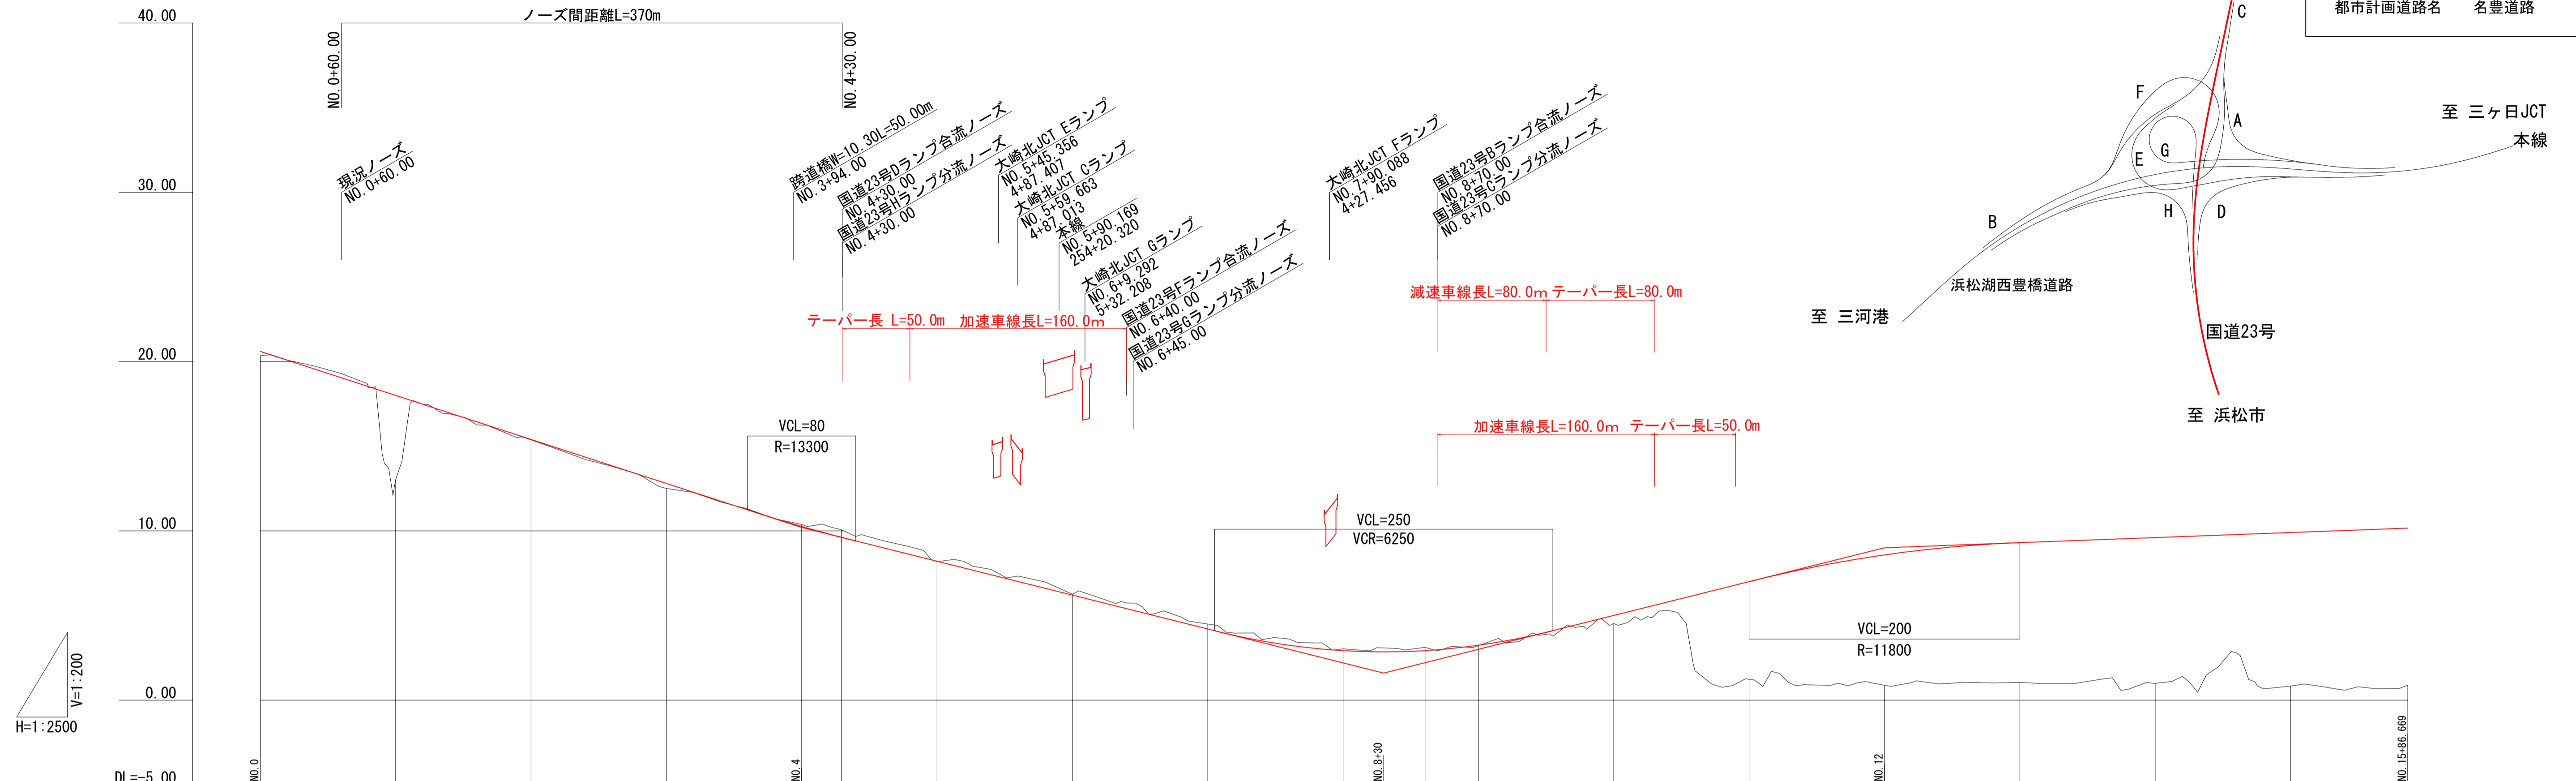 40.00
30.00
20.00
10.00
0.00
DL=-5.00
V=1:200
H=1:2500
ノーズ間距離L=370m
NO.0+60.00
NO.4+30.00
現況ノーズ
NO.0+60.00
跨道橋W=10.30L=50.00m
NO.3+94.00
国道23号Dランプ合流ノーズ
NO.4+30.00
国道23号Hランプ分流ノーズ
NO.4+30.00
大崎北JCT Eランプ
NO.5+45.356
4+87.407
大崎北JCT Cランプ
NO.5+59.663
4+87.013
本線
NO.5+90.169
254+20.320
大崎北JCT Gランプ
NO.6+9.292
5+32.208
国道23号Fランプ合流ノーズ
NO.6+40.00
国道23号Gランプ分流ノーズ
NO.6+45.00
大崎北JCT Fランプ
NO.7+90.088
4+27.456
国道23号Bランプ合流ノーズ
NO.8+70.00
国道23号Cランプ分流ノーズ
NO.8+70.00
テーパー長 L=50.0m
加速車線長L=160.0m
減速車線長L=80.0m
テーパー長L=80.0m
加速車線長L=160.0m
テーパー長L=50.0m
VCL=80
R=13300
VCL=250
VCR=6250
VCL=200
R=11800
NO.0
NO.4
NO.8+30
NO.12
NO.15+86.669
都市計画道路名 名豊道路
C
F
A
E
G
B
H
D
至 三ヶ日JCT
本線
浜松湖西豊橋道路
至 三河港
国道23号
至 浜松市